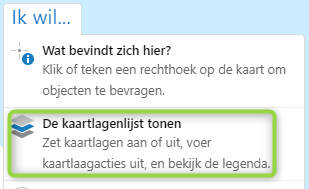 Ik wil...
Wat bevindt zich hier?
Klik of teken een rechthoek op de kaart om
objecten te bevragen.
De kaartlagenlijst tonen
Zet kaartlagen aan of uit, voer
kaartlaagacties uit, en bekijk de legenda.